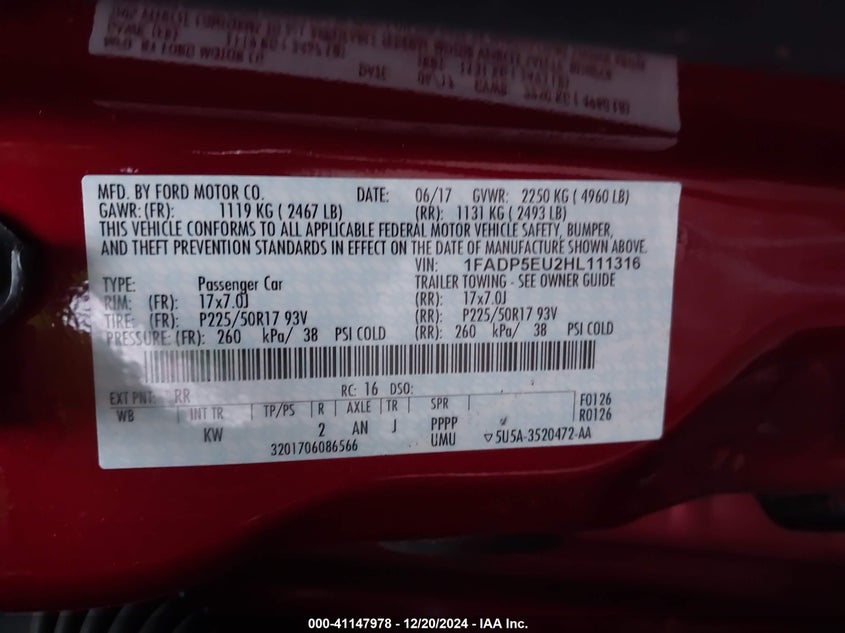 MFD. BY FORD MOTOR CO. DATE: 06/17 GVWR: 2250 KG ( 4960 LB)
GAWR: (FR): 1119 KG ( 2467 LB) (RR): 1131 KG ( 2493 LB)
THIS VEHICLE CONFORMS TO ALL APPLICABLE FEDERAL MOTOR VEHICLE SAFETY, BUMPER,
AND THEFT PREVENTION STANDARDS IN EFFECT ON THE DATE OF MANUFACTURE SHOWN ABOVE.
VIN: 1FADP5EU2HL111316
TYPE: Passenger Car TRAILER TOWING - SEE OWNER GUIDE
RIM: (FR): 17x7.0J (RR): 17x7.0J
TIRE: (FR): P225/50R17 93V (RR): P225/50R17 93V
PRESSURE: (FR): 260 kPa/ 38 PSI COLD (RR): 260 kPa/ 38 PSI COLD
EXT PNT: RR RC: 16 DSO: F0126
WB INT TR TP/PS R AXLE TR SPR R0126
KW 2 AN J PPPP
3201706086566 UMU 5U5A-3520472-AA
000-41147978 - 12/20/2024 - IAA Inc.